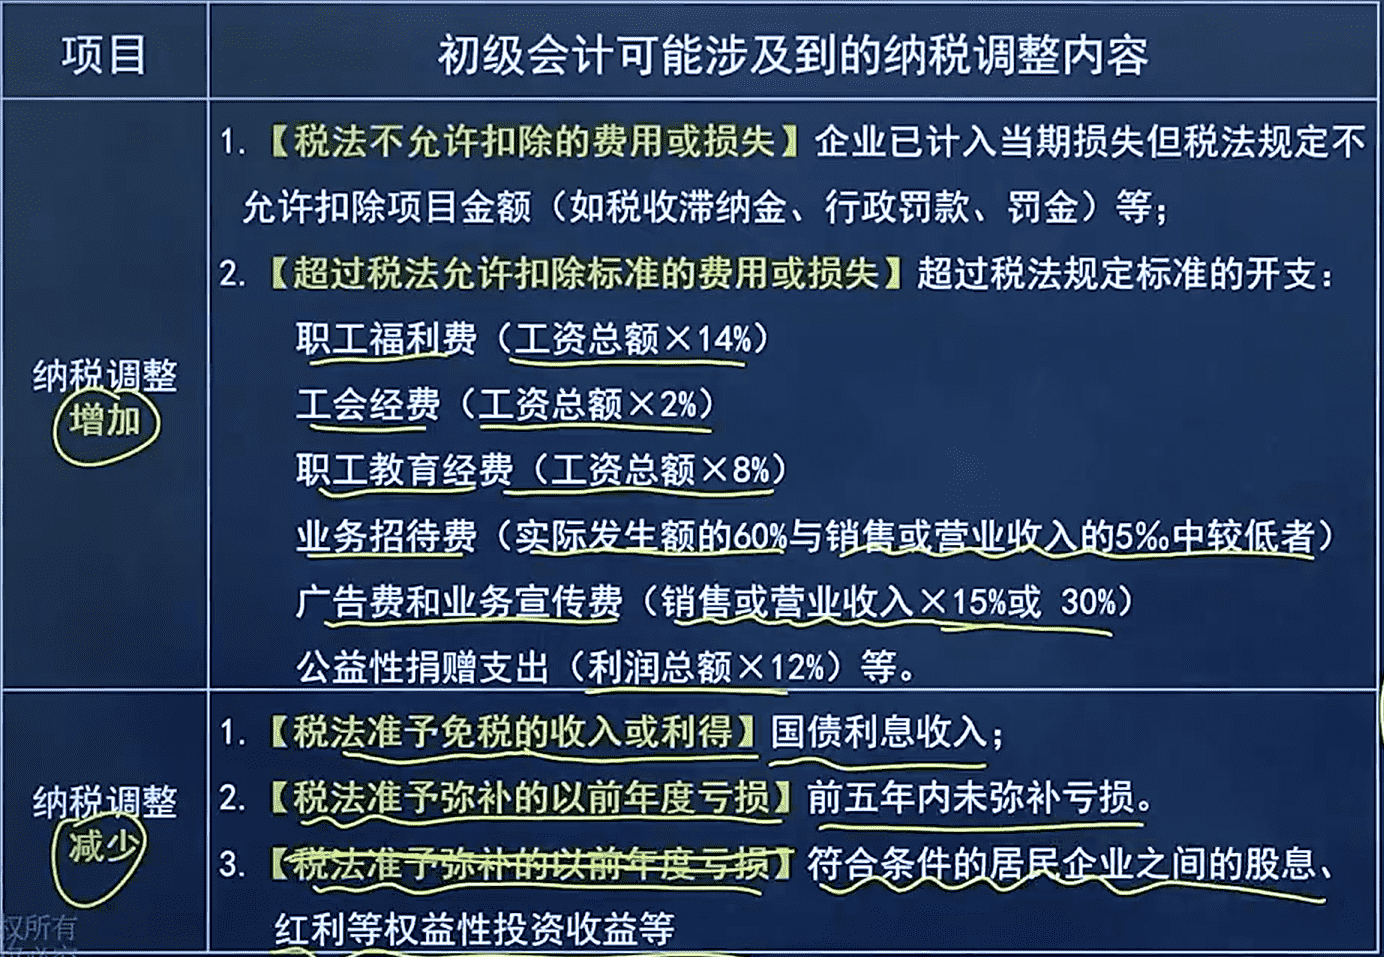 项目
初级会计可能涉及到的纳税调整内容
纳税调整
增加
1.【税法不允许扣除的费用或损失】企业已计入当期损失但税法规定不
允许扣除项目金额（如税收滞纳金、行政罚款、罚金）等；
2.【超过税法允许扣除标准的费用或损失】超过税法规定标准的开支：
职工福利费（工资总额×14%）
工会经费（工资总额×2%）
职工教育经费（工资总额×8%）
业务招待费（实际发生额的60%与销售或营业收入的5‰中较低者）
广告费和业务宣传费（销售或营业收入×15%或 30%）
公益性捐赠支出（利润总额×12%）等。
纳税调整
减少
1.【税法准予免税的收入或利得】国债利息收入；
2.【税法准予弥补的以前年度亏损】前五年内未弥补亏损。
3.【税法准予弥补的以前年度亏损】符合条件的居民企业之间的股息、
红利等权益性投资收益等
权所有